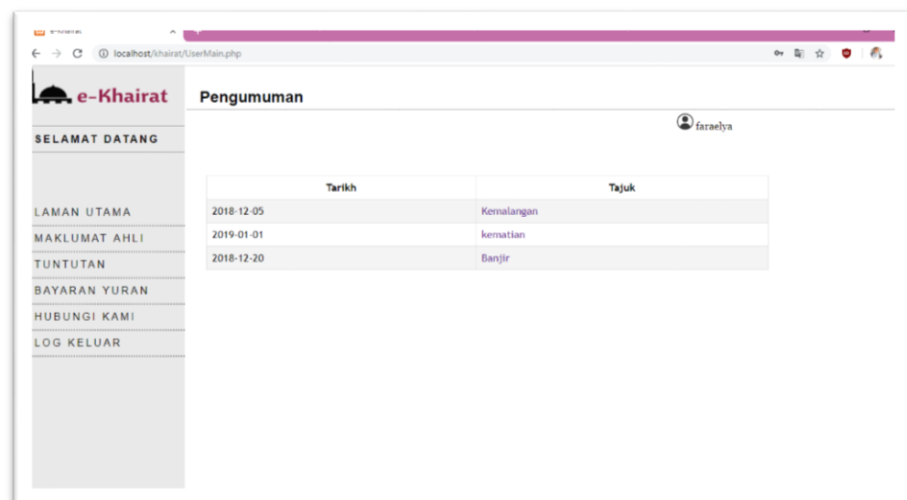 e-Khairat
localhost/khairat/UserMain.php
e-Khairat
Pengumuman
faraelya
SELAMAT DATANG
Tarikh Tajuk
2018-12-05 Kemalangan
2019-01-01 kematian
2018-12-20 Banjir
LAMAN UTAMA
MAKLUMAT AHLI
TUNTUTAN
BAYARAN YURAN
HUBUNGI KAMI
LOG KELUAR